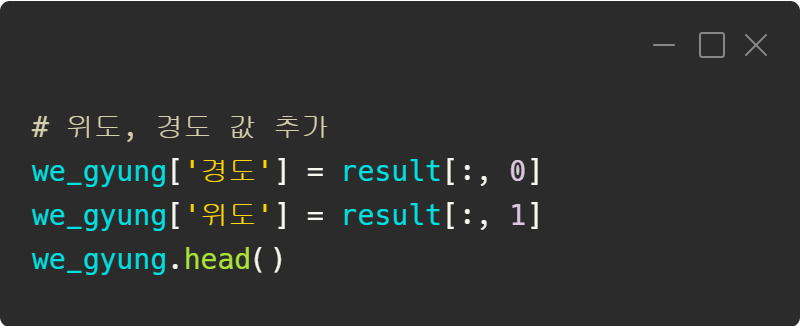 # 위도, 경도 값 추가
we_gyung['경도'] = result[:, 0]
we_gyung['위도'] = result[:, 1]
we_gyung.head()